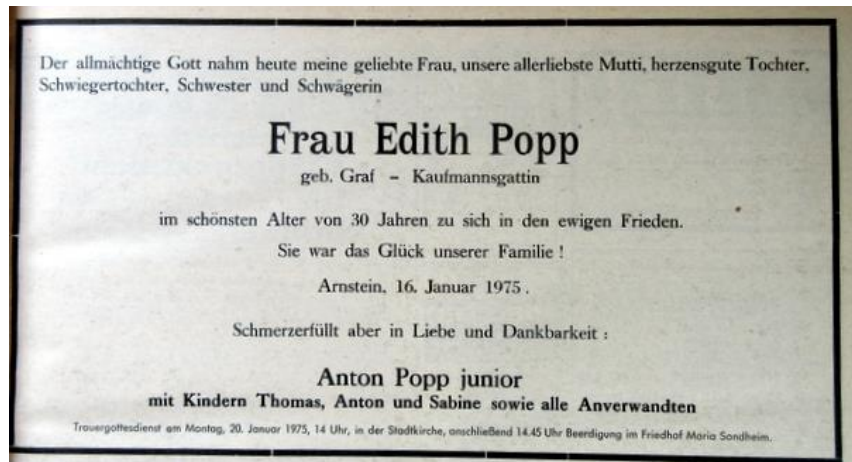 Der allmächtige Gott nahm heute meine geliebte Frau, unsere allerliebste Mutti, herzensgute Tochter,
Schwiegertochter, Schwester und Schwägerin
Frau Edith Popp
geb. Graf – Kaufmannsgattin
im schönsten Alter von 30 Jahren zu sich in den ewigen Frieden.
Sie war das Glück unserer Familie !
Arnstein, 16. Januar 1975 .
Schmerzerfüllt aber in Liebe und Dankbarkeit :
Anton Popp junior
mit Kindern Thomas, Anton und Sabine sowie alle Anverwandten
Trauergottesdienst am Montag, 20. Januar 1975, 14 Uhr, in der Stadtkirche, anschließend 14.45 Uhr Beerdigung im Friedhof Maria Sondheim.